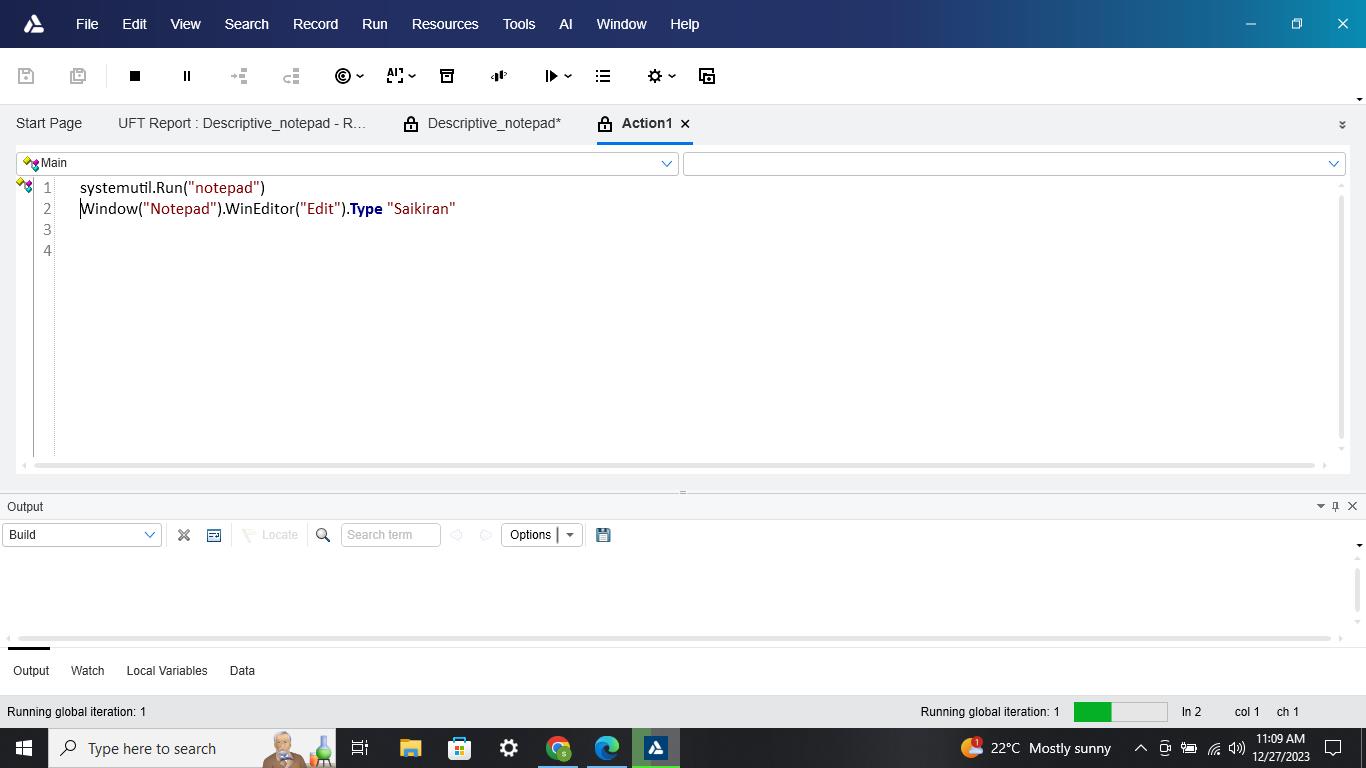 File Edit View Search Record Run Resources Tools AI Window Help
AI
Start Page UFT Report : Descriptive_notepad - R... Descriptive_notepad* Action1
Main
1 systemutil.Run("notepad")
2 Window("Notepad").WinEditor("Edit").Type "Saikiran"
3
4
Output
Build Locate Search term Options
Output Watch Local Variables Data
Running global iteration: 1 Running global iteration: 1 ln 2 col 1 ch 1
Type here to search 1 22°C Mostly sunny 11:09 AM
12/27/2023